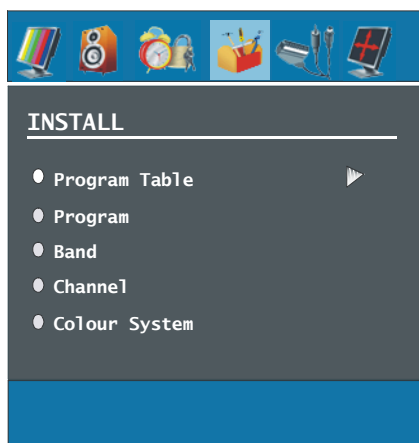 INSTALL
Program Table
Program
Band
Channel
Colour System